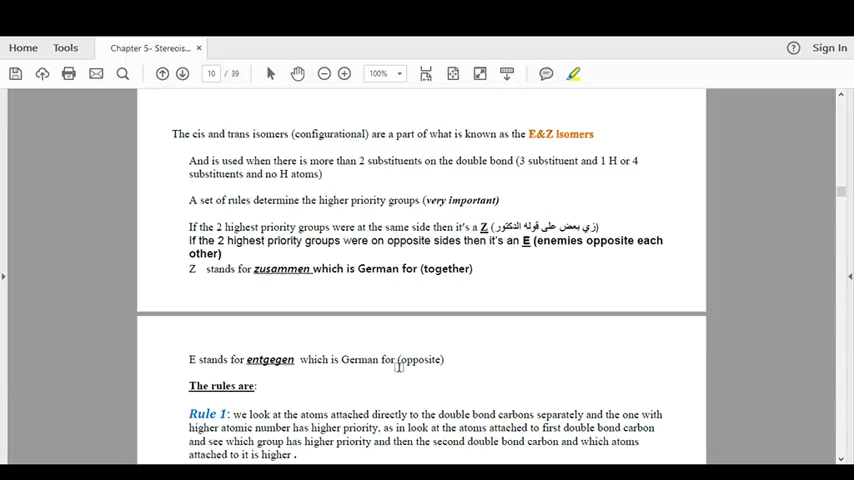 Home Tools Chapter 5- Stereois... × ? Sign In
10 / 39 100%
The cis and trans isomers (configurational) are a part of what is known as the E&Z isomers
And is used when there is more than 2 substituents on the double bond (3 substituent and 1 H or 4
substituents and no H atoms)
A set of rules determine the higher priority groups (very important)
If the 2 highest priority groups were at the same side then it's a Z (زي بعض على قولة الدكتور)
If the 2 highest priority groups were on opposite sides then it's an E (enemies opposite each
other)
Z stands for zusammen which is German for (together)
E stands for entgegen which is German for (opposite)
The rules are:
Rule 1: we look at the atoms attached directly to the double bond carbons separately and the one with
higher atomic number has higher priority, as in look at the atoms attached to first double bond carbon
and see which group has higher priority and then the second double bond carbon and which atoms
attached to it is higher .